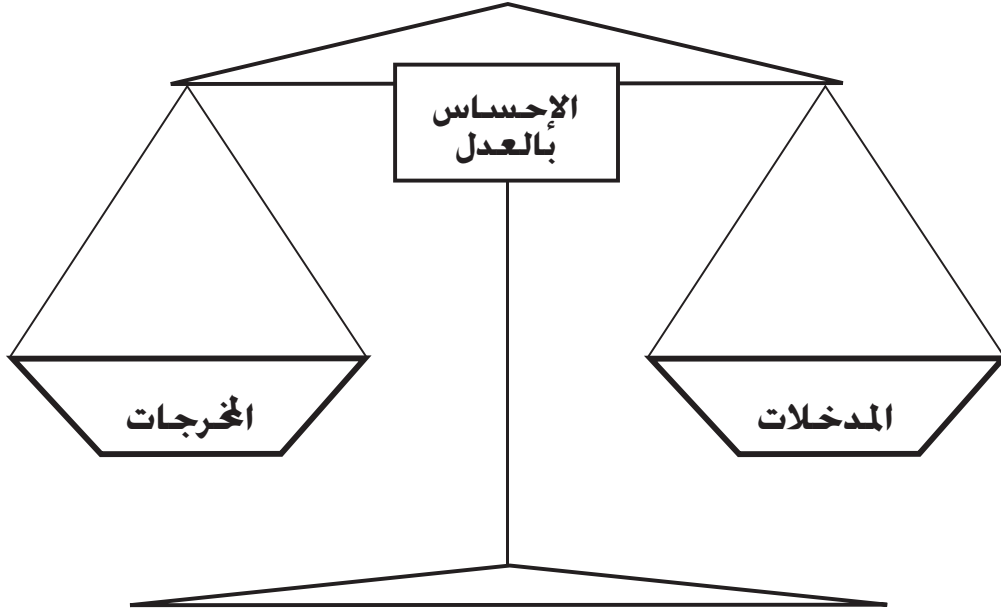 الإحساس
بالعدل
المدخلات
المخرجات